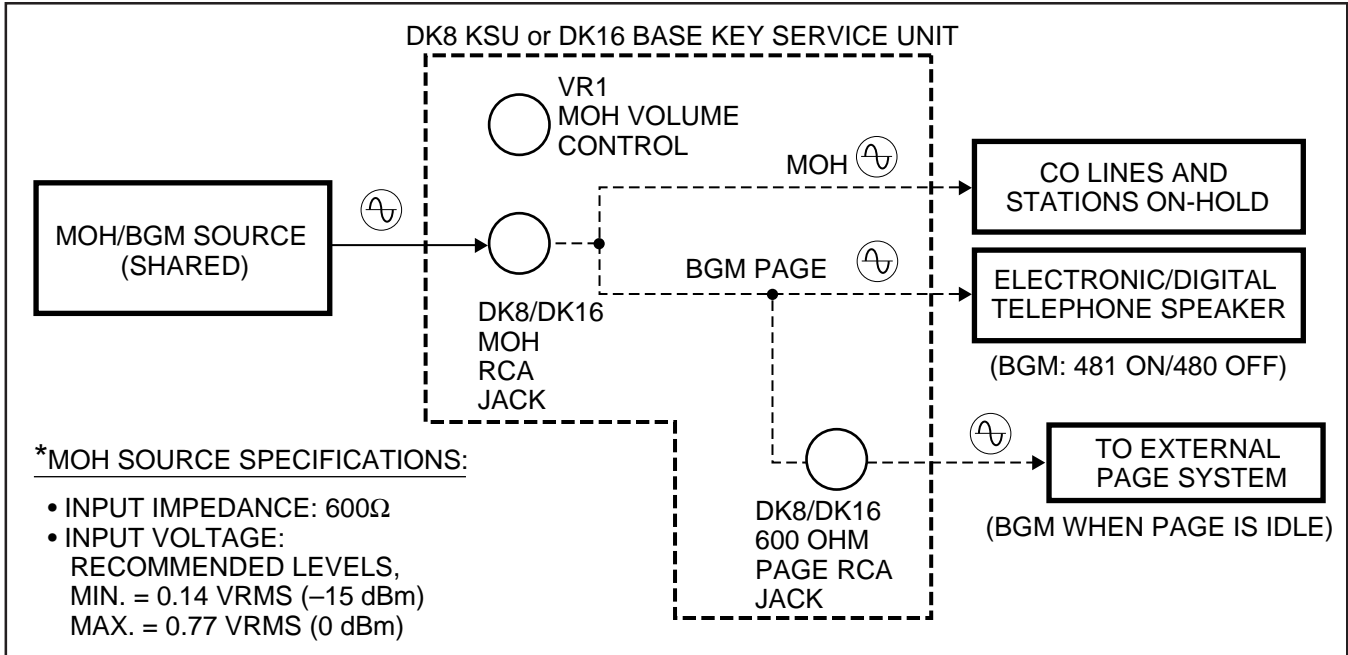 DK8 KSU or DK16 BASE KEY SERVICE UNIT
VR1
MOH VOLUME
CONTROL
MOH
CO LINES AND
STATIONS ON-HOLD
MOH/BGM SOURCE
(SHARED)
BGM PAGE
ELECTRONIC/DIGITAL
TELEPHONE SPEAKER
(BGM: 481 ON/480 OFF)
DK8/DK16
MOH
RCA
JACK
TO EXTERNAL
PAGE SYSTEM
(BGM WHEN PAGE IS IDLE)
DK8/DK16
600 OHM
PAGE RCA
JACK
*MOH SOURCE SPECIFICATIONS:
• INPUT IMPEDANCE: 600Ω
• INPUT VOLTAGE:
RECOMMENDED LEVELS,
MIN. = 0.14 VRMS (–15 dBm)
MAX. = 0.77 VRMS (0 dBm)